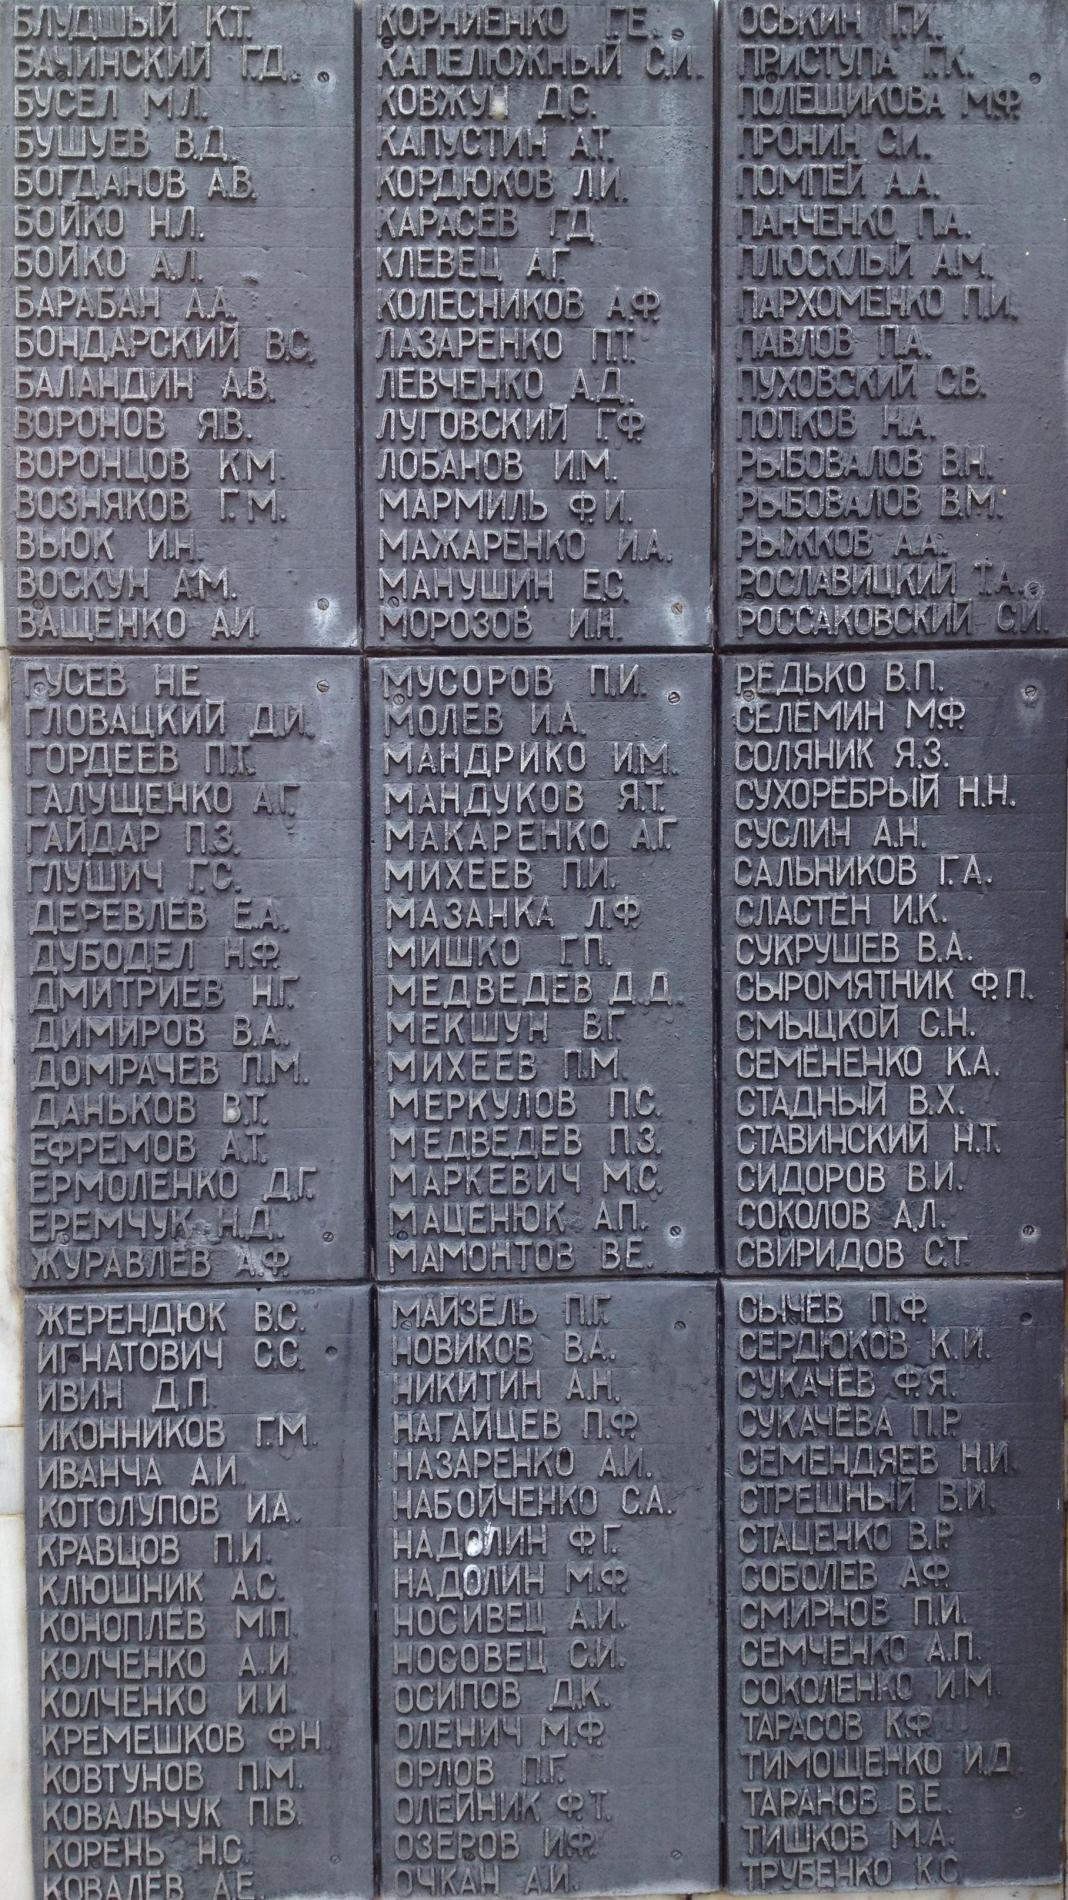 БЛУДШЫЙ К.Т.
БАЧИНСКИЙ Г.Д.
БУСЕЛ М.Л.
БУШУЕВ В.Д.
БОГДАНОВ А.В.
БОЙКО Н.Л.
БОЙКО А.Л.
БАРАБАН А.А.
БОНДАРСКИЙ В.С.
БАЛАНДИН А.В.
ВОРОНОВ Я.В.
ВОРОНЦОВ К.М.
ВОЗНЯКОВ Г.М.
ВЬЮК И.Н.
ВОСКУН А.М.
ВАЩЕНКО А.И.
ГУСЕВ Н.Е.
ГЛОВАЦКИЙ Д.И.
ГОРДЕЕВ П.Т.
ГАЛУЩЕНКО А.Г.
ГАЙДАР П.З.
ГЛУШИЧ Г.С.
ДЕРЕВЛЕВ Е.А.
ДУБОДЕЛ Н.Ф.
ДМИТРИЕВ Н.Г.
ДИМИРОВ В.А.
ДОМРАЧЕВ П.М.
ДАНЬКОВ В.Т.
ЕФРЕМОВ А.Т.
ЕРМОЛЕНКО Д.Г.
ЕРЕМЧУК Н.Д.
ЖУРАВЛЕВ А.Ф.
ЖЕРЕНДЮК В.С.
ИГНАТОВИЧ С.С.
ИВИН Д.П.
ИКОННИКОВ Г.М.
ИВАНЧА А.И.
КОТОЛУПОВ И.А.
КРАВЦОВ П.И.
КЛЮШНИК А.С.
КОНОПЛЕВ М.П.
КОЛЧЕНКО А.И.
КОЛЧЕНКО И.И.
КРЕМЕШКОВ Ф.Н.
КОВТУНОВ П.М.
КОВАЛЬЧУК П.В.
КОРЕНЬ Н.С.
КОВАЛЕВ А.Е.
КОРНИЕНКО Г.Е.
КАПЕЛЮЖНЫЙ С.И.
КОВЖУН Д.С.
КАПУСТИН А.Т.
КОРДЮКОВ Л.И.
КАРАСЕВ Г.Д.
КЛЕВЕЦ А.Г.
КОЛЕСНИКОВ А.Ф.
ЛАЗАРЕНКО П.Т.
ЛЕВЧЕНКО А.Д.
ЛУГОВСКИЙ Г.Ф.
ЛОБАНОВ И.М.
МАРМИЛЬ Ф.И.
МАЖАРЕНКО И.А.
МАНУШИН Е.С.
МОРОЗОВ И.Н.
МУСОРОВ П.И.
МОЛЕВ И.А.
МАНДРИКО И.М.
МАНДУКОВ Я.Т.
МАКАРЕНКО А.Г.
МИХЕЕВ П.И.
МАЗАНКА Л.Ф.
МИШКО Г.П.
МЕДВЕДЕВ Д.Д.
МЕКШУН В.Г.
МИХЕЕВ П.М.
МЕРКУЛОВ П.С.
МЕДВЕДЕВ П.З.
МАРКЕВИЧ М.С.
МАЦЕНЮК А.П.
МАМОНТОВ В.Е.
МАЙЗЕЛЬ П.Г.
НОВИКОВ В.А.
НИКИТИН А.Н.
НАГАЙЦЕВ П.Ф.
НАЗАРЕНКО А.И.
НАБОЙЧЕНКО С.А.
НАДОЛИН Ф.Г.
НАДОЛИН М.Ф.
НОСИВЕЦ А.И.
НОСОВЕЦ С.И.
ОСИПОВ Д.К.
ОЛЕНИЧ М.Ф.
ОРЛОВ П.Г.
ОЛЕЙНИК Ф.Т.
ОЗЕРОВ И.Ф.
ОЧКАН А.И.
ОСЬКИН Г.И.
ПРИСТУПА Г.К.
ПОЛЕЩИКОВА М.Ф.
ПРОНИН С.И.
ПОМПЕЙ А.А.
ПАНЧЕНКО П.А.
ПЛЮСКЛЫЙ А.М.
ПАРХОМЕНКО П.И.
ПАВЛОВ П.А.
ПУХОВСКИЙ С.В.
ПОПКОВ Н.А.
РЫБОВАЛОВ В.Н.
РЫБОВАЛОВ В.М.
РЫЖКОВ А.А.
РОСЛАВИЦКИЙ Т.А.
РОССАКОВСКИЙ С.И.
РЕДЬКО В.П.
СЕЛЕМИН М.Ф.
СОЛЯНИК Я.З.
СУХОРЕБРЫЙ Н.Н.
СУСЛИН А.Н.
САЛЬНИКОВ Г.А.
СЛАСТЕН И.К.
СУКРУШЕВ В.А.
СЫРОМЯТНИК Ф.П.
СМЫЦКОЙ С.Н.
СЕМЕНЕНКО К.А.
СТАДНЫЙ В.Х.
СТАВИНСКИЙ Н.Т.
СИДОРОВ В.И.
СОКОЛОВ А.Л.
СВИРИДОВ С.Т.
СЫЧЕВ П.Ф.
СЕРДЮКОВ К.И.
СУКАЧЕВ Ф.Я.
СУКАЧЕВА П.Р.
СЕМЕНДЯЕВ Н.И.
СТРЕШНЫЙ В.И.
СТАЦЕНКО В.Р.
СОБОЛЕВ А.Ф.
СМИРНОВ П.И.
СЕМЧЕНКО А.П.
СОКОЛЕНКО И.М.
ТАРАСОВ К.Ф.
ТИМОЩЕНКО И.Д.
ТАРАНОВ В.Е.
ТИШКОВ М.А.
ТРУБЕНКО К.С.